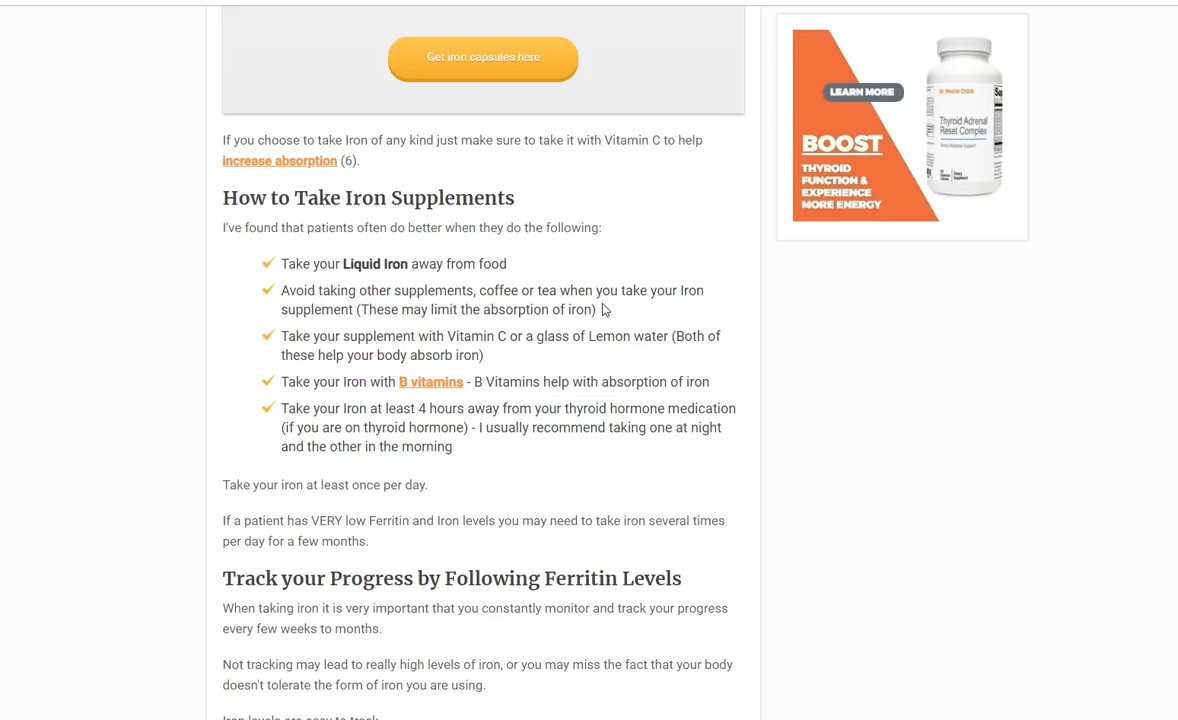 Get iron capsules here
If you choose to take Iron of any kind just make sure to take it with Vitamin C to help
increase absorption (6).
How to Take Iron Supplements
I've found that patients often do better when they do the following:
Take your Liquid Iron away from food
Avoid taking other supplements, coffee or tea when you take your Iron
supplement (These may limit the absorption of iron)
Take your supplement with Vitamin C or a glass of Lemon water (Both of
these help your body absorb iron)
Take your Iron with B vitamins - B Vitamins help with absorption of iron
Take your Iron at least 4 hours away from your thyroid hormone medication
(if you are on thyroid hormone) - I usually recommend taking one at night
and the other in the morning
Take your iron at least once per day.
If a patient has VERY low Ferritin and Iron levels you may need to take iron several times
per day for a few months.
Track your Progress by Following Ferritin Levels
When taking iron it is very important that you constantly monitor and track your progress
every few weeks to months.
Not tracking may lead to really high levels of iron, or you may miss the fact that your body
doesn't tolerate the form of iron you are using.
Iron levels are easy to track
LEARN MORE
BOOST
THYROID
FUNCTION &
EXPERIENCE
MORE ENERGY
Dr. Westin Childs
Thyroid Adrenal
Reset Complex